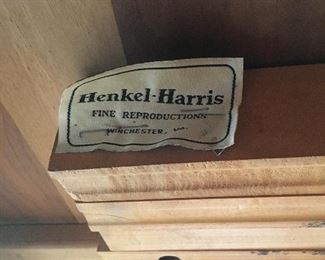 Henkel-Harris
FINE REPRODUCTIONS
WINCHESTER,